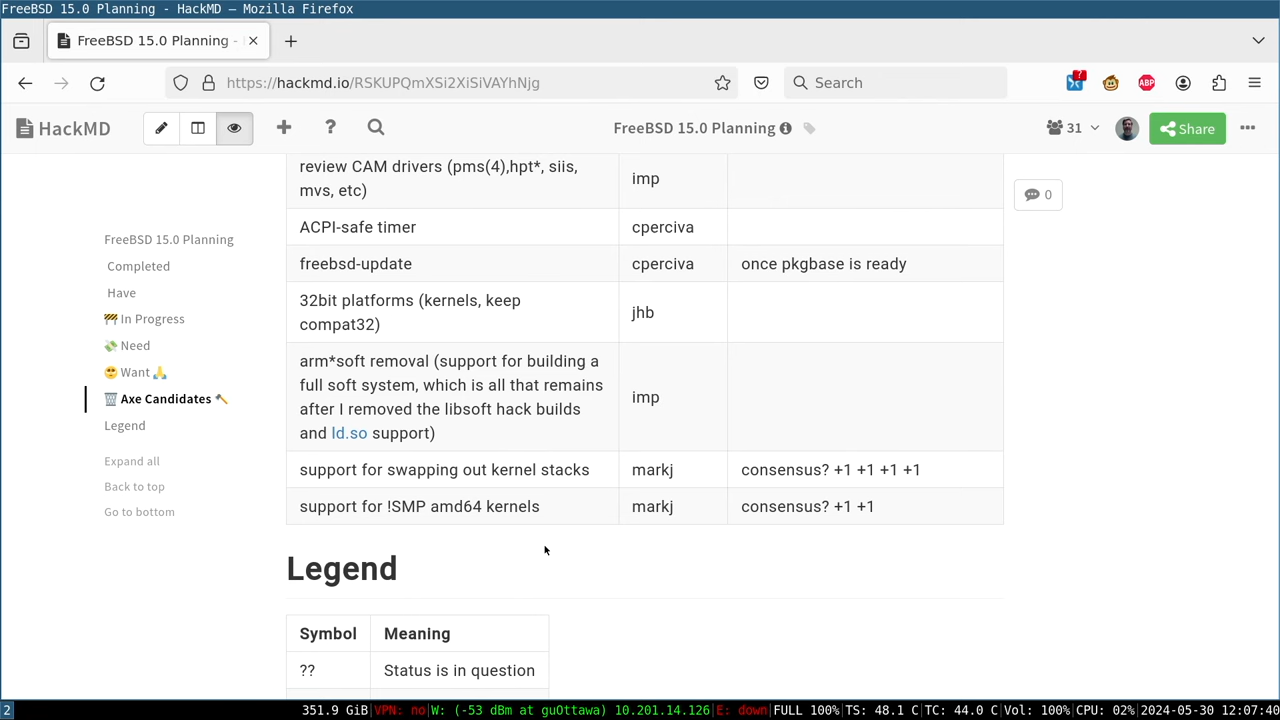 FreeBSD 15.0 Planning - HackMD — Mozilla Firefox
FreeBSD 15.0 Planning -
https://hackmd.io/RSKUPOmXSi2XiSiVAYhNjg
Search
?
ABP
HackMD
FreeBSD 15.0 Planning
31
Share
FreeBSD 15.0 Planning
Completed
Have
🚧 In Progress
💸 Need
🥺 Want 🙏
🗑️ Axe Candidates 🔨
Legend
Expand all
Back to top
Go to bottom
review CAM drivers (pms(4),hpt*, siis,
mvs, etc)
imp
ACPI-safe timer
cperciva
freebsd-update
cperciva
once pkgbase is ready
32bit platforms (kernels, keep
compat32)
jhb
arm*soft removal (support for building a
full soft system, which is all that remains
after I removed the libsoft hack builds
and ld.so support)
imp
support for swapping out kernel stacks
markj
consensus? +1 +1 +1 +1
support for !SMP amd64 kernels
markj
consensus? +1 +1
0
Legend
Symbol
Meaning
??
Status is in question
2
351.9 GiB|VPN: no|W: (-53 dBm at guOttawa) 10.201.14.126|E: down|FULL 100%|TS: 48.1 C|TC: 44.0 C|Vol: 100%|CPU: 02%|2024-05-30 12:07:40